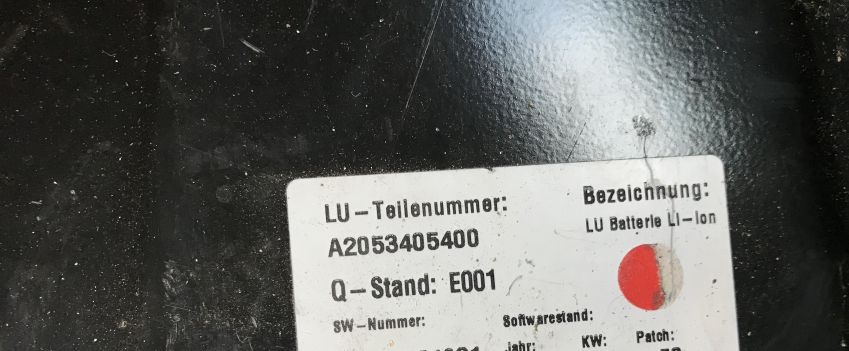 LU-Teilenummer:
Bezeichnung:
A2053405400
LU Batterie Li-Ion
Q-Stand: E001
SW-Nummer:
Softwarestand:
jahr:
KW:
Patch: